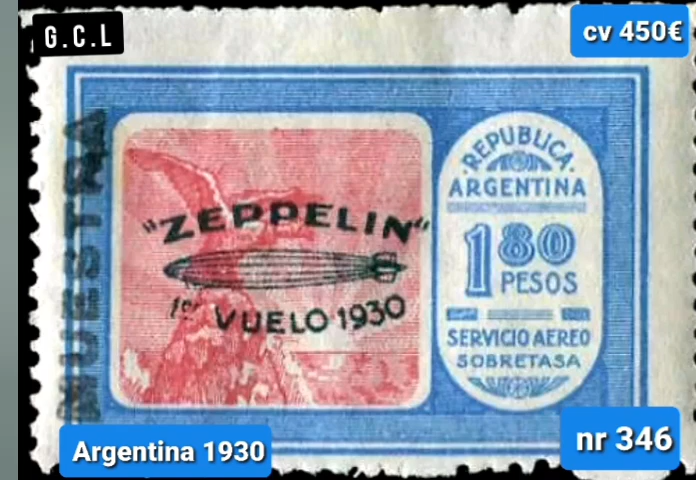 G.C.L
cv 450€
MUESTRA
"ZEPPELIN"
1er VUELO 1930
REPUBLICA
ARGENTINA
180
PESOS
SERVICIO AEREO
SOBRETASA
Argentina 1930
nr 346